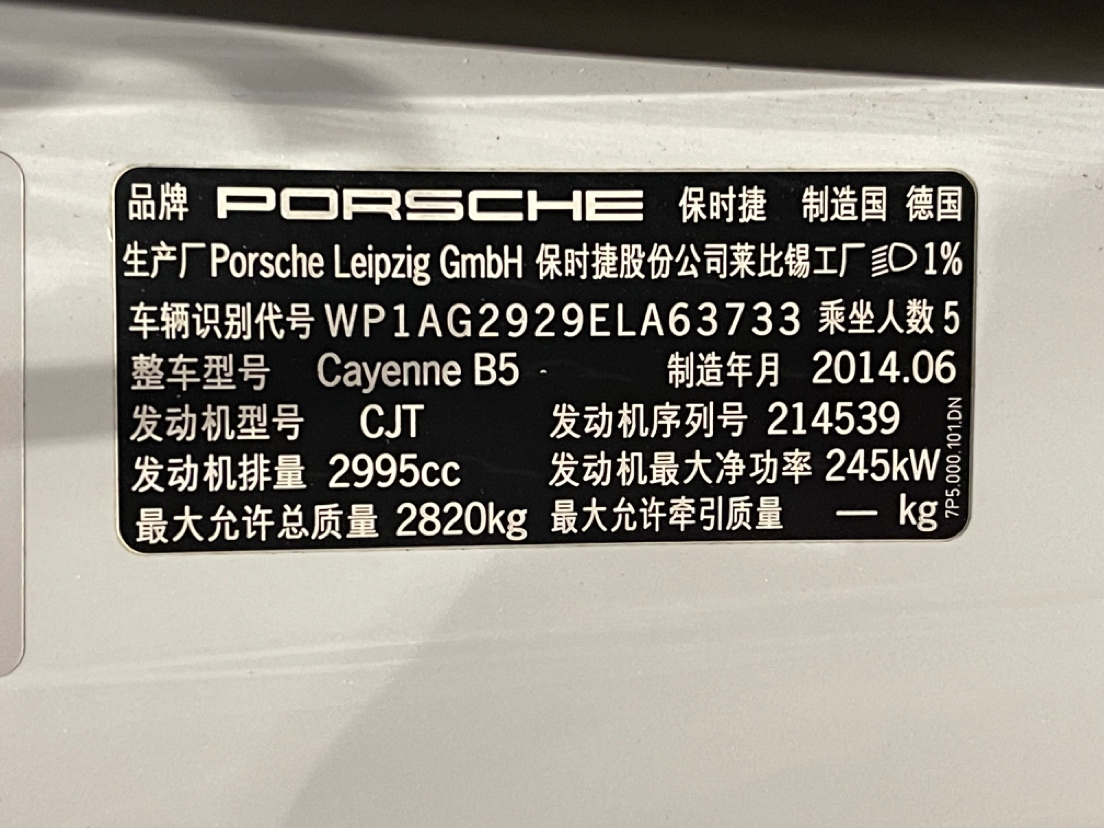 品牌 PORSCHE 保时捷 制造国 德国
生产厂 Porsche Leipzig GmbH 保时捷股份公司莱比锡工厂 1%
车辆识别代号 WP1AG2929ELA63733 乘坐人数 5
整车型号 Cayenne B5 - 制造年月 2014.06
发动机型号 CJT 发动机序列号 214539
发动机排量 2995cc 发动机最大净功率 245kW
最大允许总质量 2820kg 最大允许牵引质量 — kg
7P5.000.101.DN